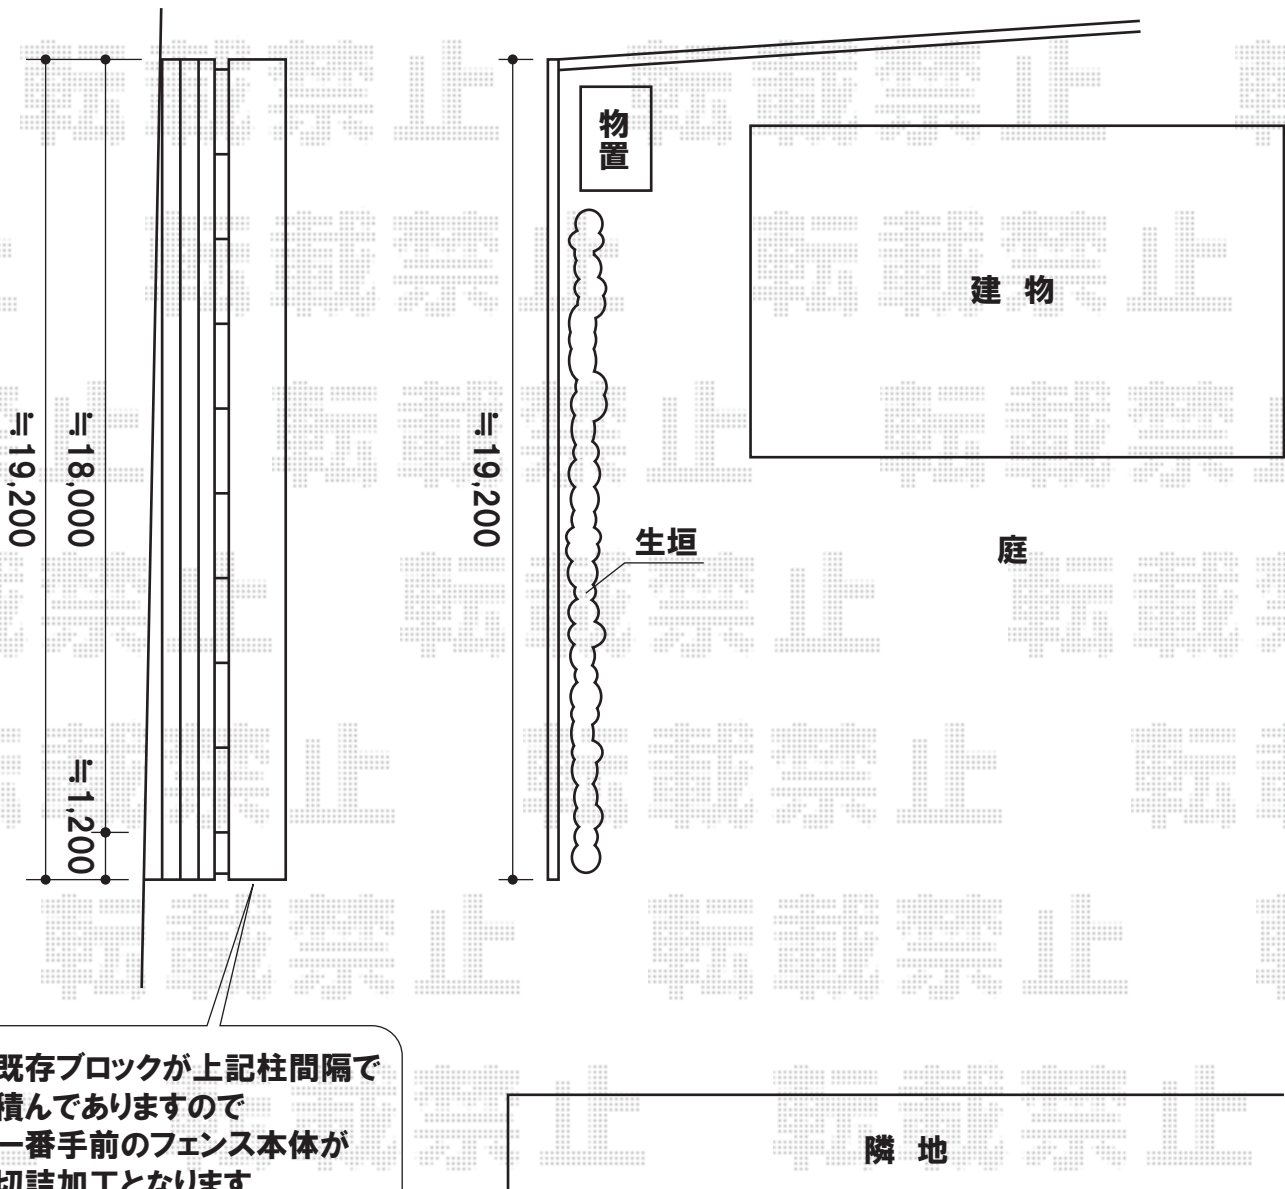 物置
建物
≒19,200
≒18,000
≒19,200
生垣
庭
≒1,200
既存ブロックが上記柱間隔で
積んでありますので
一番手前のフェンス本体が
切詰加工となります
隣地
転載禁止